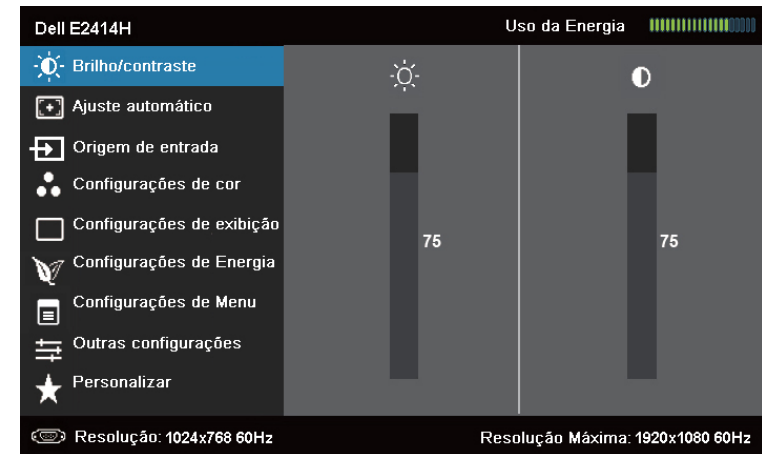 Dell E2414H
Uso da Energia
Brilho/contraste
Ajuste automático
Origem de entrada
Configurações de cor
Configurações de exibição
Configurações de Energia
Configurações de Menu
Outras configurações
Personalizar
75
75
Resolução: 1024x768 60Hz
Resolução Máxima: 1920x1080 60Hz